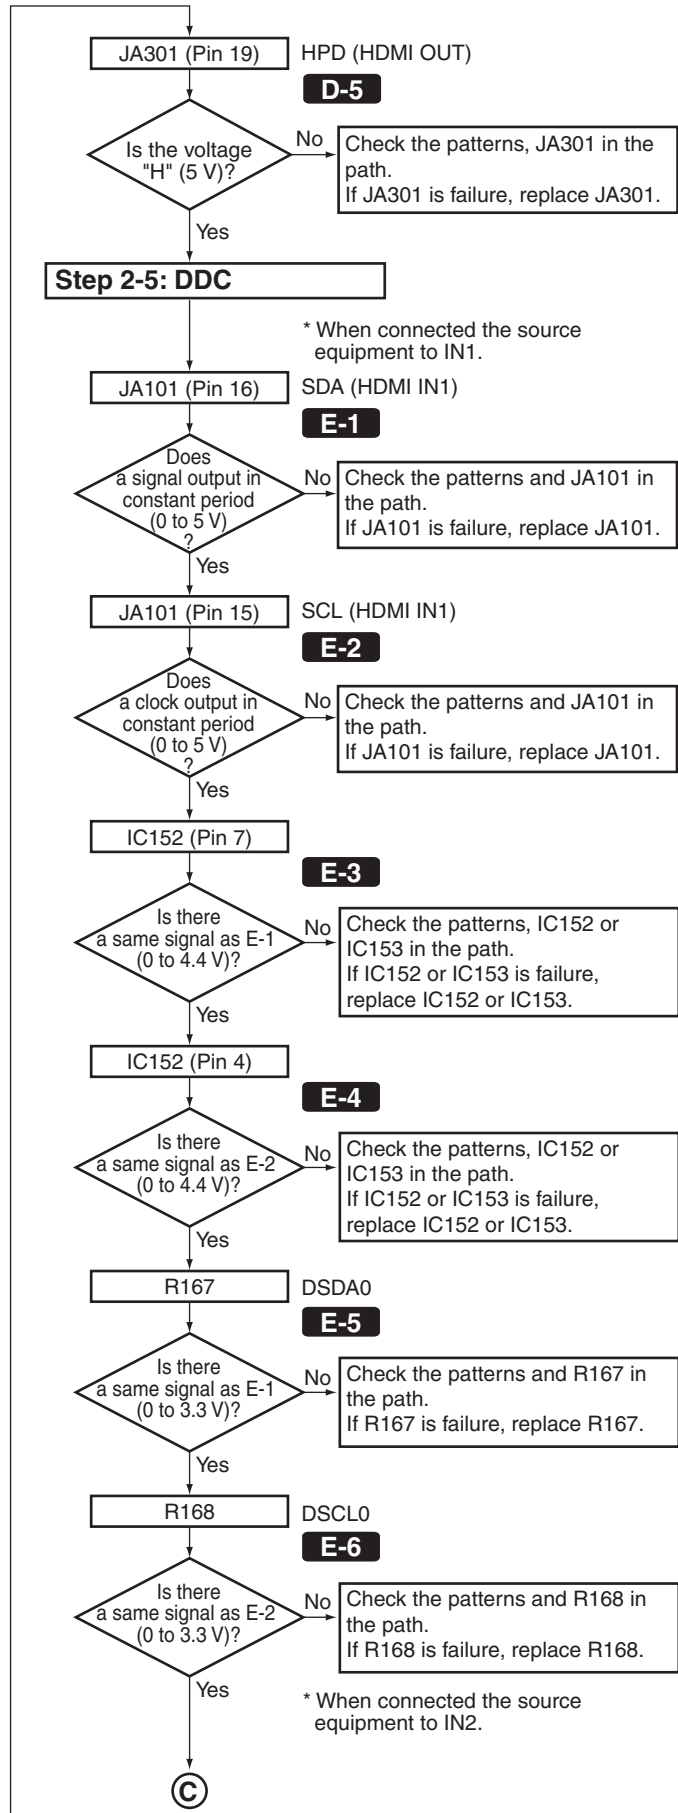 JA301 (Pin 19)
HPD (HDMI OUT)
D-5
Is the voltage
"H" (5 V)?
No
Check the patterns, JA301 in the
path.
If JA301 is failure, replace JA301.
Yes
Step 2-5: DDC
* When connected the source
equipment to IN1.
JA101 (Pin 16)
SDA (HDMI IN1)
E-1
Does
a signal output in
constant period
(0 to 5 V)
?
No
Check the patterns and JA101 in
the path.
If JA101 is failure, replace JA101.
Yes
JA101 (Pin 15)
SCL (HDMI IN1)
E-2
Does
a clock output in
constant period
(0 to 5 V)
?
No
Check the patterns and JA101 in
the path.
If JA101 is failure, replace JA101.
Yes
IC152 (Pin 7)
E-3
Is there
a same signal as E-1
(0 to 4.4 V)?
No
Check the patterns, IC152 or
IC153 in the path.
If IC152 or IC153 is failure,
replace IC152 or IC153.
Yes
IC152 (Pin 4)
E-4
Is there
a same signal as E-2
(0 to 4.4 V)?
No
Check the patterns, IC152 or
IC153 in the path.
If IC152 or IC153 is failure,
replace IC152 or IC153.
Yes
R167
DSDA0
E-5
Is there
a same signal as E-1
(0 to 3.3 V)?
No
Check the patterns and R167 in
the path.
If R167 is failure, replace R167.
Yes
R168
DSCL0
E-6
Is there
a same signal as E-2
(0 to 3.3 V)?
No
Check the patterns and R168 in
the path.
If R168 is failure, replace R168.
Yes
* When connected the source
equipment to IN2.
C